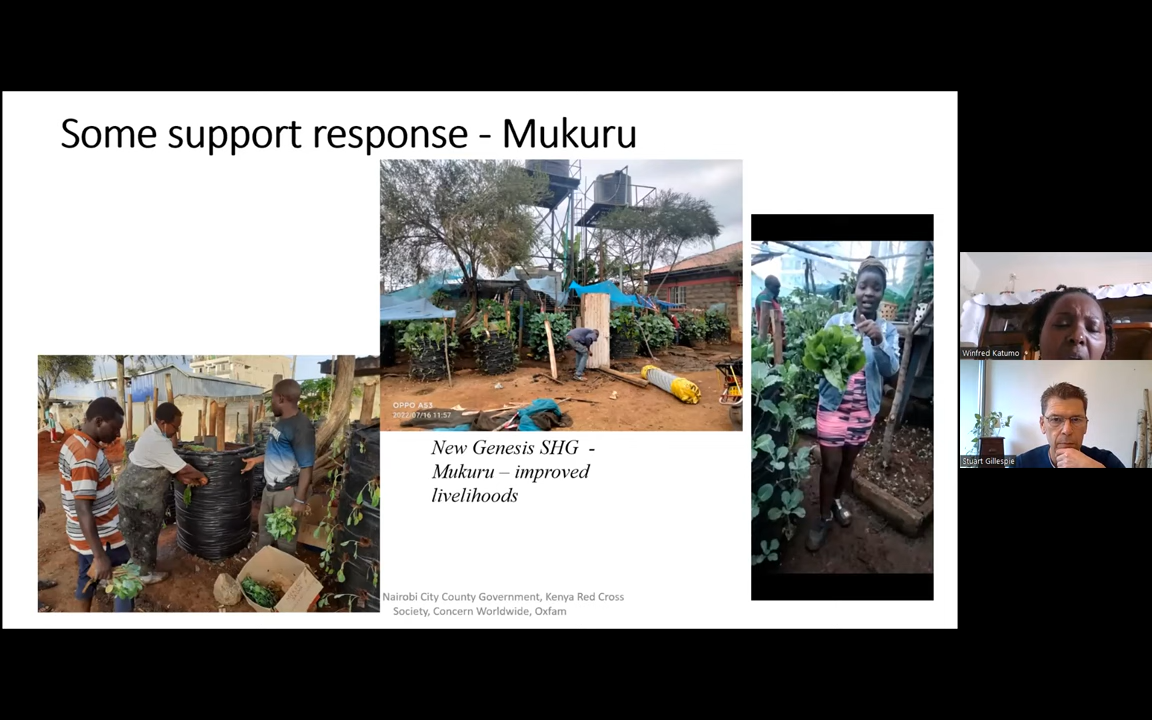 Some support response - Mukuru
OPPO A53
2022/07/16 11:57
New Genesis SHG -
Mukuru – improved
livelihoods
Nairobi City County Government, Kenya Red Cross
Society, Concern Worldwide, Oxfam
Winfred Katumo
Stuart Gillespie